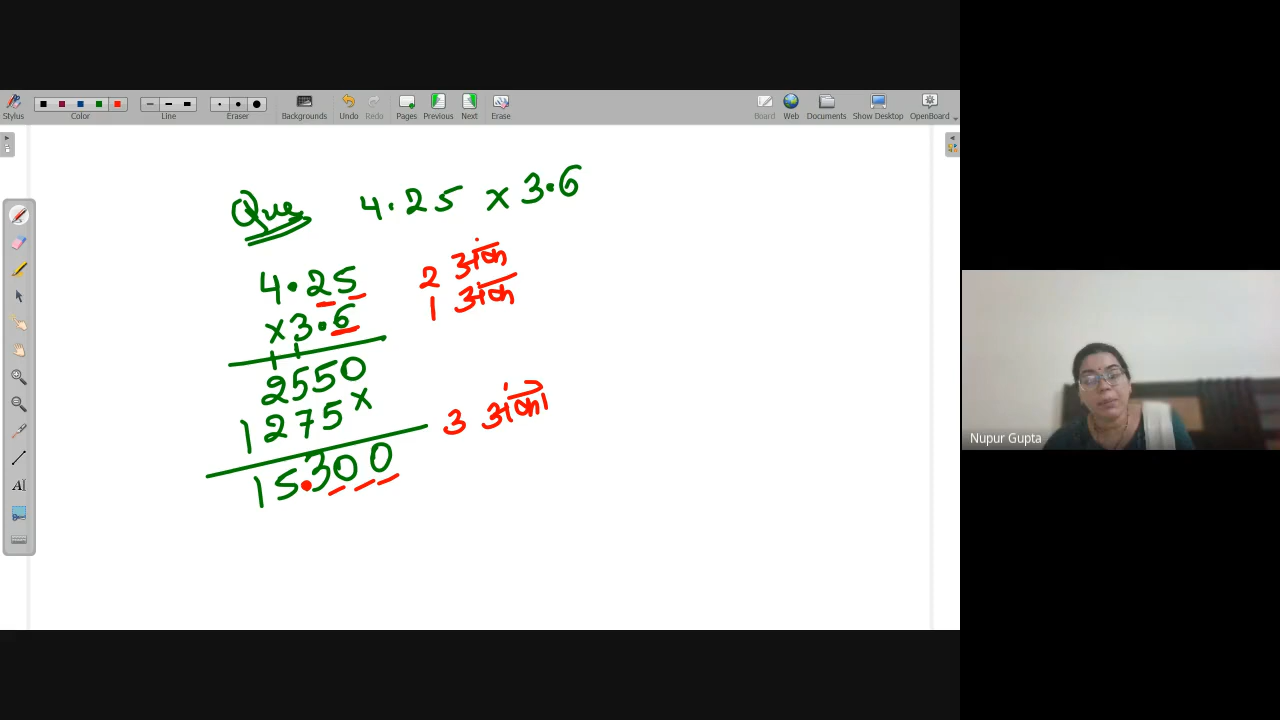 Stylus Color Line Eraser Backgrounds Undo Redo Pages Previous Next Erase Board Web Documents Show Desktop OpenBoard
Que 4.25 x 3.6
4.25 2 अंक
x3.6 1 अंक
2550
1275x 3 अंकों
15.300
Nupur Gupta